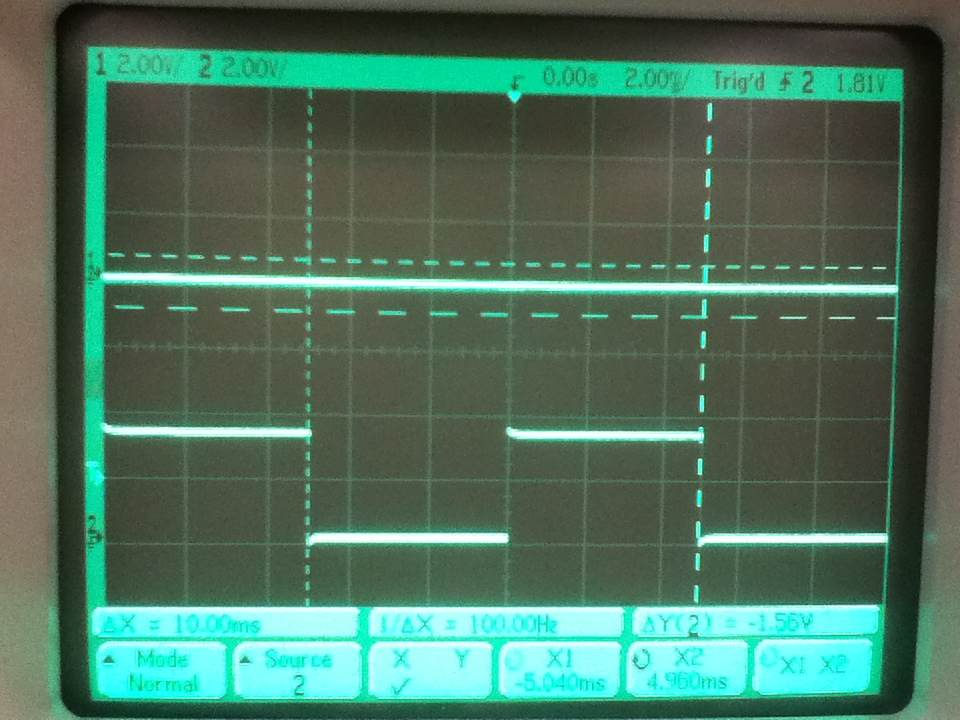 1 2.00V/ 2 2.00V/ 0.00s 2.00ms/ Trig'd 2 1.81V
2
ΔX = 10.00ms 1/ΔX = 100.00Hz ΔY(2) = -1.56V
Mode Source X Y X1 X2 X1 X2
Normal 2 ✓ -5.040ms 4.960ms